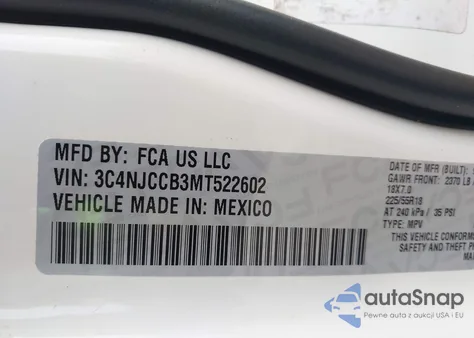 MFD BY: FCA US LLC
VIN: 3C4NJCCB3MT522602
VEHICLE MADE IN: MEXICO
DATE OF MFR (BUILT):
GAWR FRONT: 2370 LB
18X7.0
225/55R18
AT 240 kPa / 35 PSI
TYPE: MPV
THIS VEHICLE CONFORM
SAFETY AND THEFT P
autaSnap
Pewne auta z aukcji USA i EU